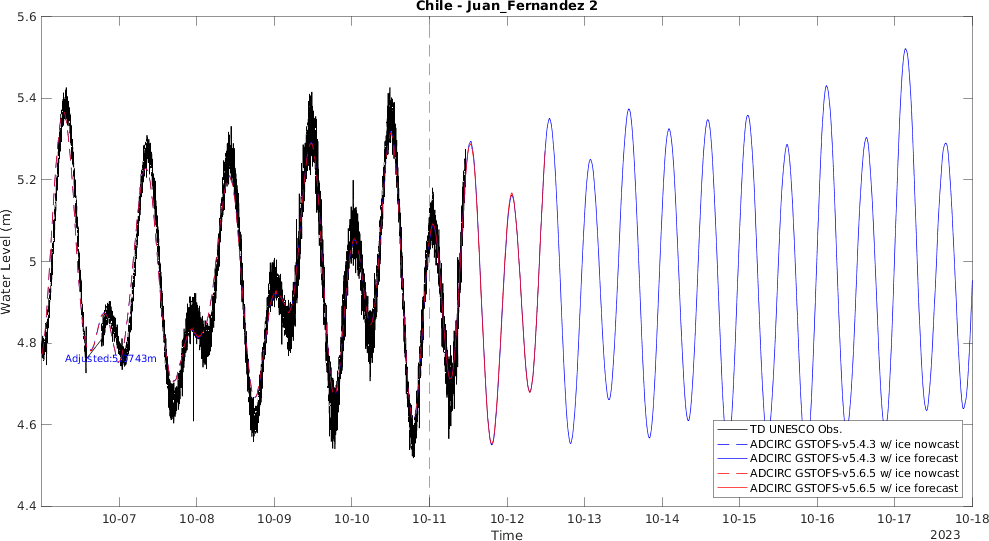 Chile - Juan_Fernandez 2
Water Level (m)
5.6
5.4
5.2
5
4.8
4.6
4.4
TD UNESCO Obs.
ADCIRC GSTOFS-v5.4.3 w/ ice nowcast
ADCIRC GSTOFS-v5.4.3 w/ ice forecast
ADCIRC GSTOFS-v5.6.5 w/ ice nowcast
ADCIRC GSTOFS-v5.6.5 w/ ice forecast
10-07 10-08 10-09 10-10 10-11 10-12 10-13 10-14 10-15 10-16 10-17 10-18
Time
2023